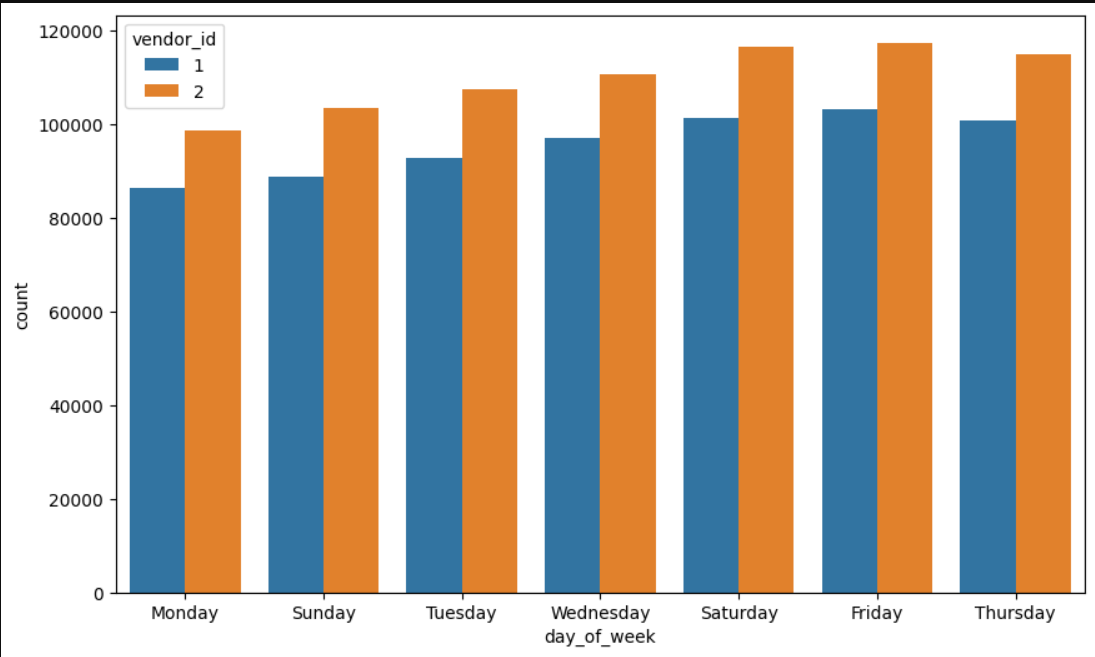 vendor_id
1
2
120000
100000
80000
60000
40000
20000
0
count
Monday Sunday Tuesday Wednesday Saturday Friday Thursday
day_of_week